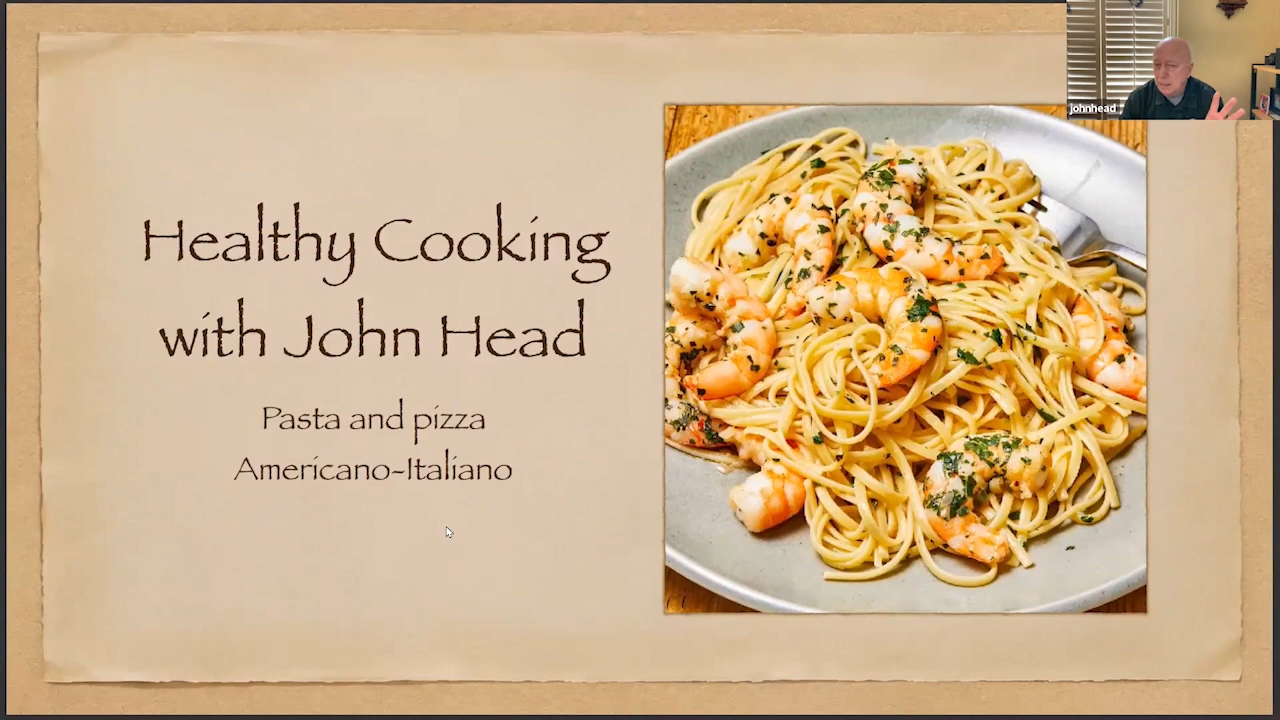 johnhead
Healthy Cooking
with John Head
Pasta and pizza
Americano-Italiano